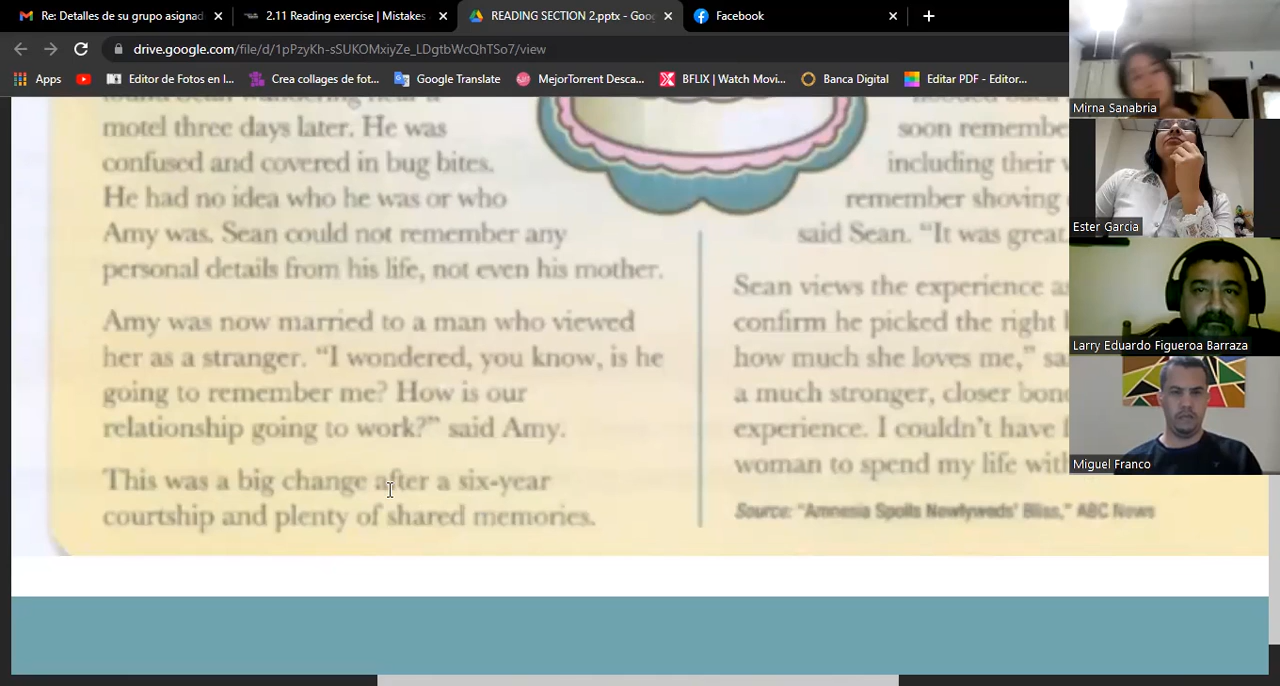 Re: Detalles de su grupo asignad
2.11 Reading exercise | Mistakes
READING SECTION 2.pptx - Goo
Facebook
drive.google.com/file/d/1pPzyKh-sSUKOMxiyZe_LDgtbWcQhTSo7/view
Apps
Editor de Fotos en l...
Crea collages de fot...
Google Translate
MejorTorrent Desca...
BFLIX | Watch Movi...
Banca Digital
Editar PDF - Editor...
found Sean wandering near a
motel three days later. He was
confused and covered in bug bites.
He had no idea who he was or who
Amy was. Sean could not remember any
personal details from his life, not even his mother.
Amy was now married to a man who viewed
her as a stranger. “I wondered, you know, is he
going to remember me? How is our
relationship going to work?” said Amy.
This was a big change after a six-year
courtship and plenty of shared memories.
soon remembe
including their
remember shoving
said Sean. “It was great
Sean views the experience a
confirm he picked the right
how much she loves me,” sa
a much stronger, closer bon
experience. I couldn’t have
woman to spend my life wit
Source: “Amnesia Spoils Newlyweds’ Bliss,” ABC News
Mirna Sanabria
Ester Garcia
Larry Eduardo Figueroa Barraza
Miguel Franco